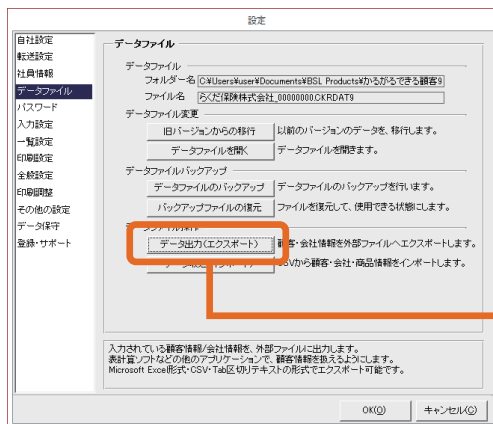 設定
自社設定
転送設定
社員情報
データファイル
パスワード
入力設定
一覧設定
印刷設定
全般設定
印刷調整
その他の設定
データ保守
登録・サポート
データファイル
データファイル
フォルダー名 C:¥Users¥user¥Documents¥BSL Products¥かるがるできる顧客9
ファイル名 らくだ保険株式会社_00000000.CKRDAT9
データファイル変更
旧バージョンからの移行 以前のバージョンのデータを、移行します。
データファイルを開く データファイルを開きます。
データファイルバックアップ
データファイルのバックアップ データファイルのバックアップを行います。
バックアップファイルの復元 ファイルを復元して、使用できる状態にします。
データ出力(エクスポート) 顧客・会社情報を外部ファイルへエクスポートします。
CSVから顧客・会社・商品情報をインポートします。
入力されている顧客情報/会社情報を、外部ファイルに出力します。
表計算ソフトなどの他のアプリケーションで、顧客情報を扱えるようにします。
Microsoft Excel形式・CSV・Tab区切りテキストの形式でエクスポート可能です。
OK(O) キャンセル(C)